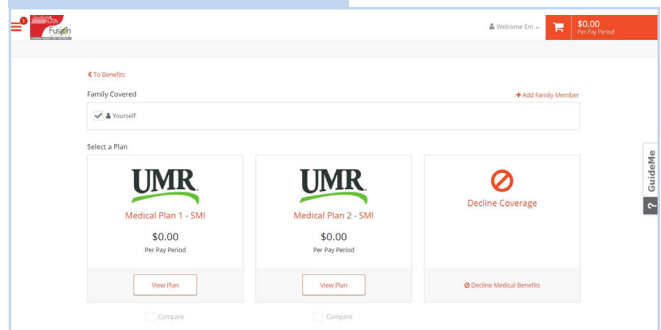 1
Fusion
Welcome Em
$0.00
Per Pay Period
To Benefits
Family Covered
+ Add Family Member
Yourself
Select a Plan
UMR
Medical Plan 1 - SMI
$0.00
Per Pay Period
View Plan
Compare
UMR
Medical Plan 2 - SMI
$0.00
Per Pay Period
View Plan
Compare
Decline Coverage
Decline Medical Benefits
? GuideMe